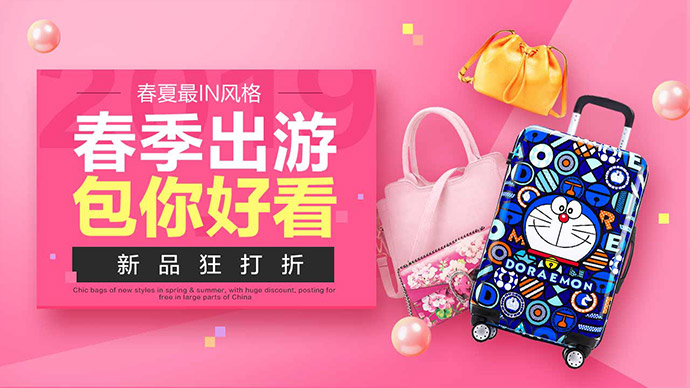 2019
春夏最IN风格
春季出游
包你好看
新品狂打折
Chic bags of new styles in spring & summer, with huge discount, posting for
free in large parts of China
DORAEMON